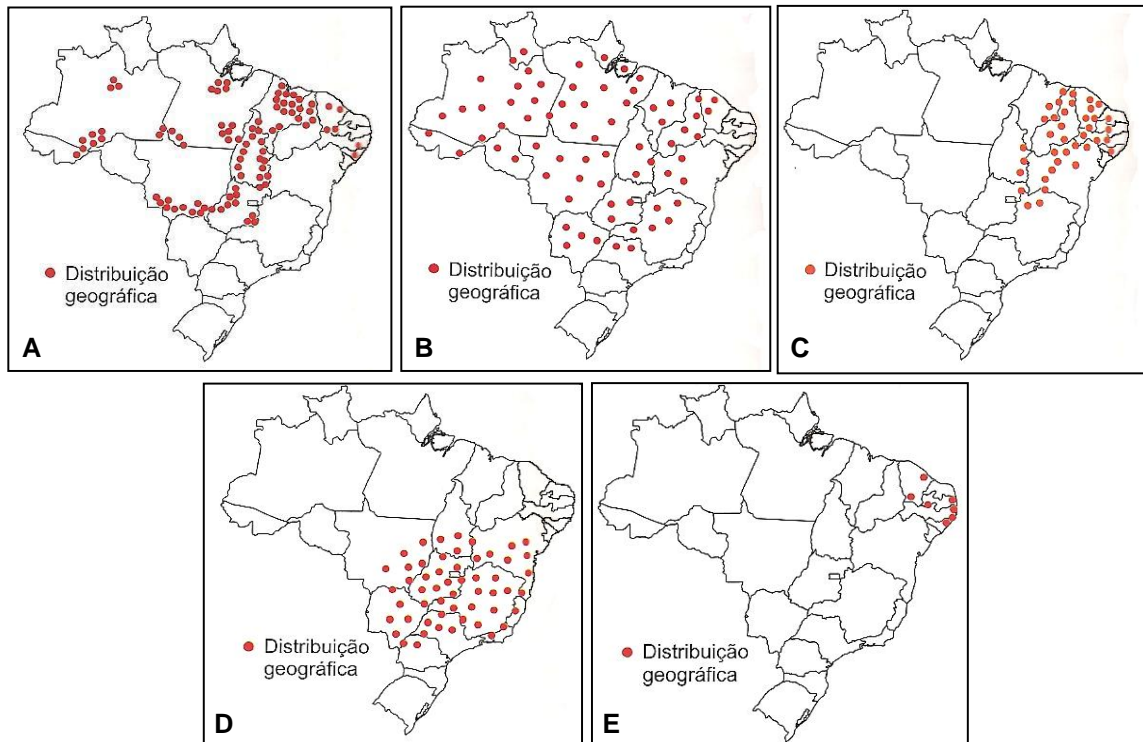 Distribuição
geográfica
A
Distribuição
geográfica
B
Distribuição
geográfica
C
Distribuição
geográfica
D
Distribuição
geográfica
E